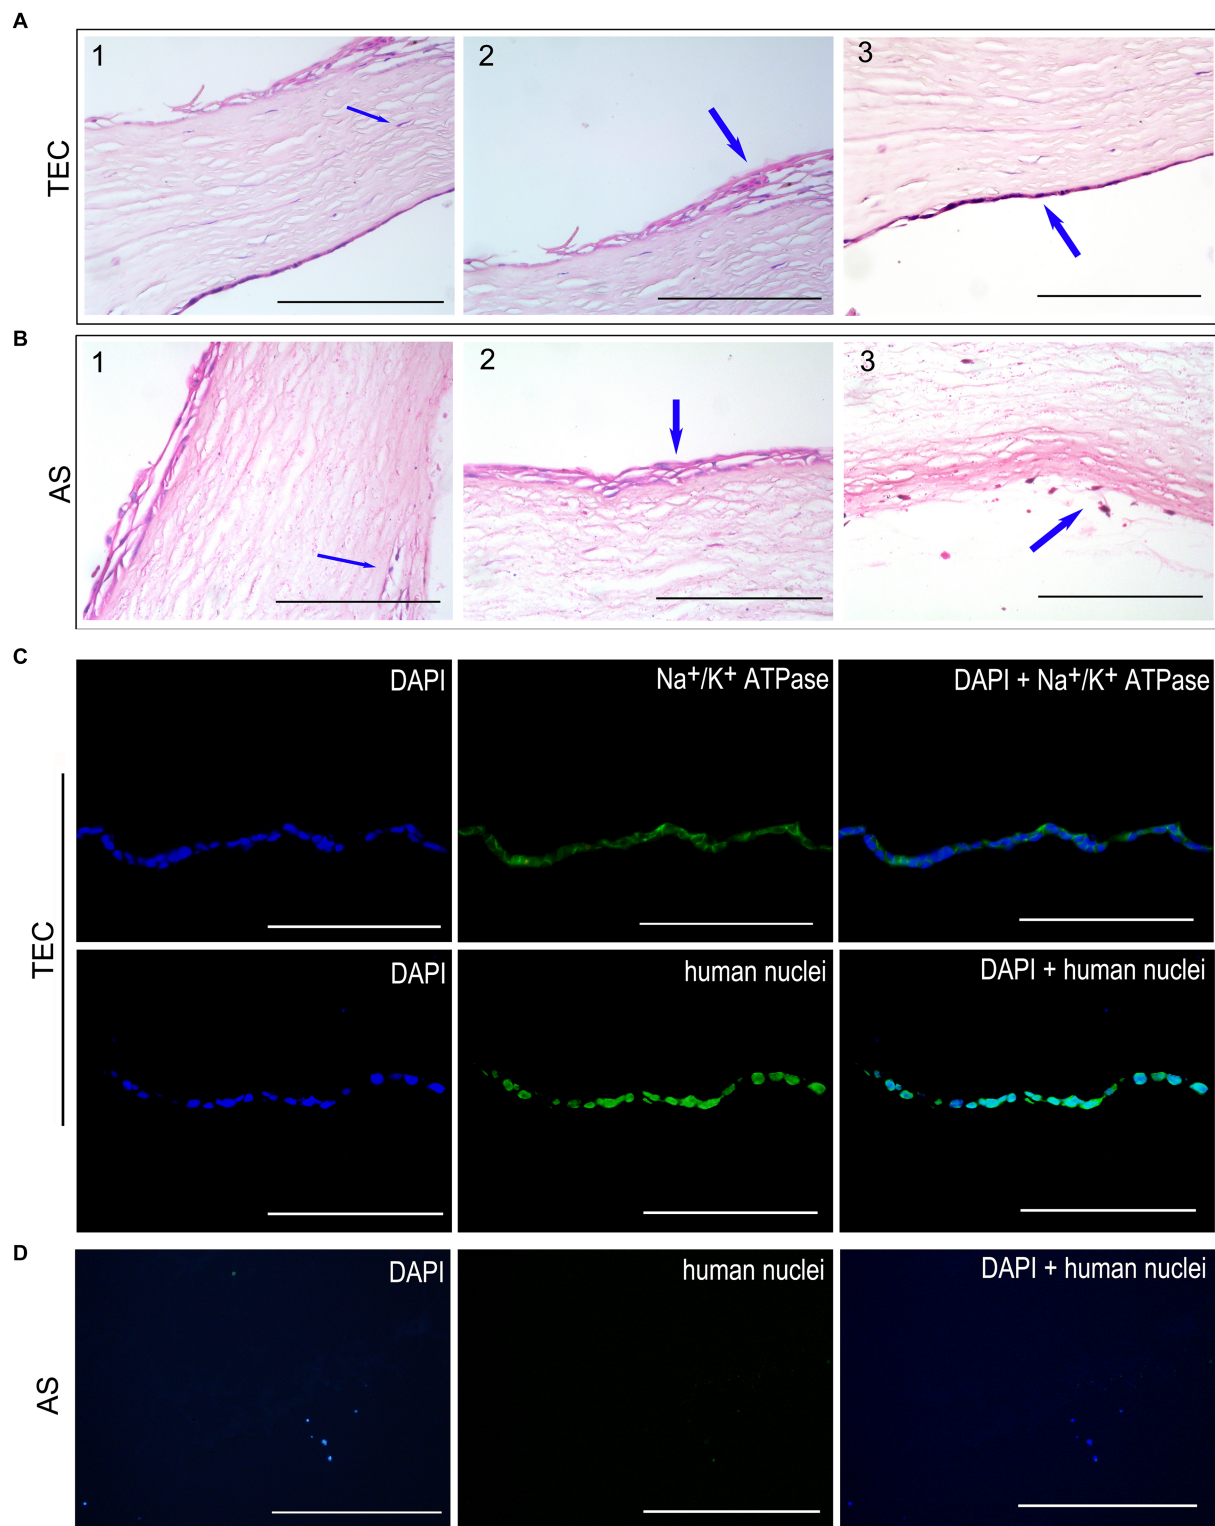 A
TEC
1
2
3
B
AS
1
2
3
C
TEC
DAPI
Na+/K+ ATPase
DAPI + Na+/K+ ATPase
DAPI
human nuclei
DAPI + human nuclei
D
AS
DAPI
human nuclei
DAPI + human nuclei